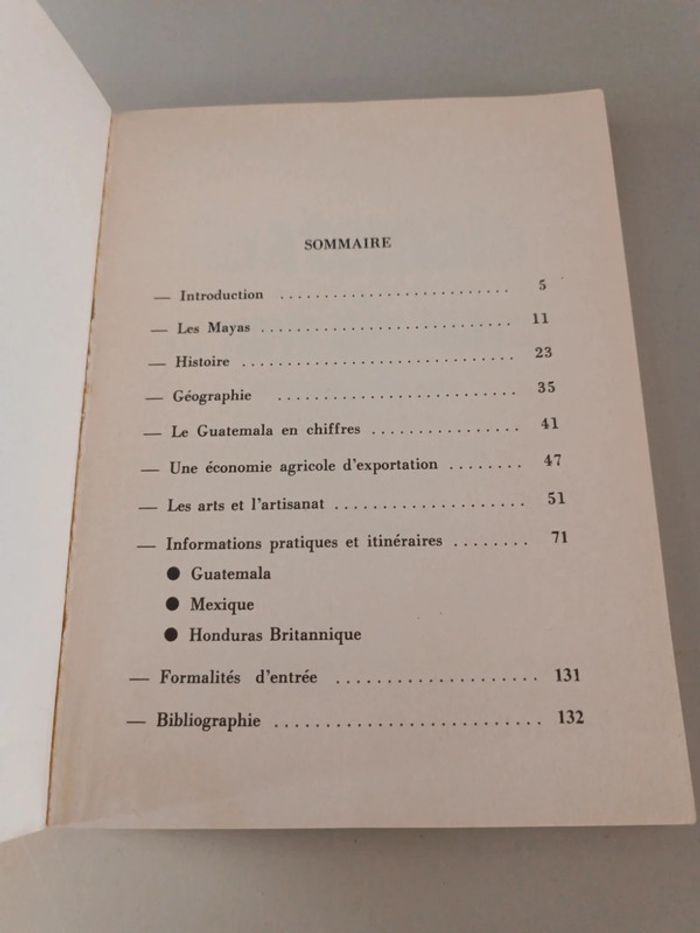 SOMMAIRE
— Introduction .......................... 5
— Les Mayas ............................. 11
— Histoire .............................. 23
— Géographie ........................... 35
— Le Guatemala en chiffres ................ 41
— Une économie agricole d'exportation ........ 47
— Les arts et l'artisanat ................... 51
— Informations pratiques et itinéraires ........ 71
● Guatemala
● Mexique
● Honduras Britannique
— Formalités d'entrée ................... 131
— Bibliographie ......................... 132